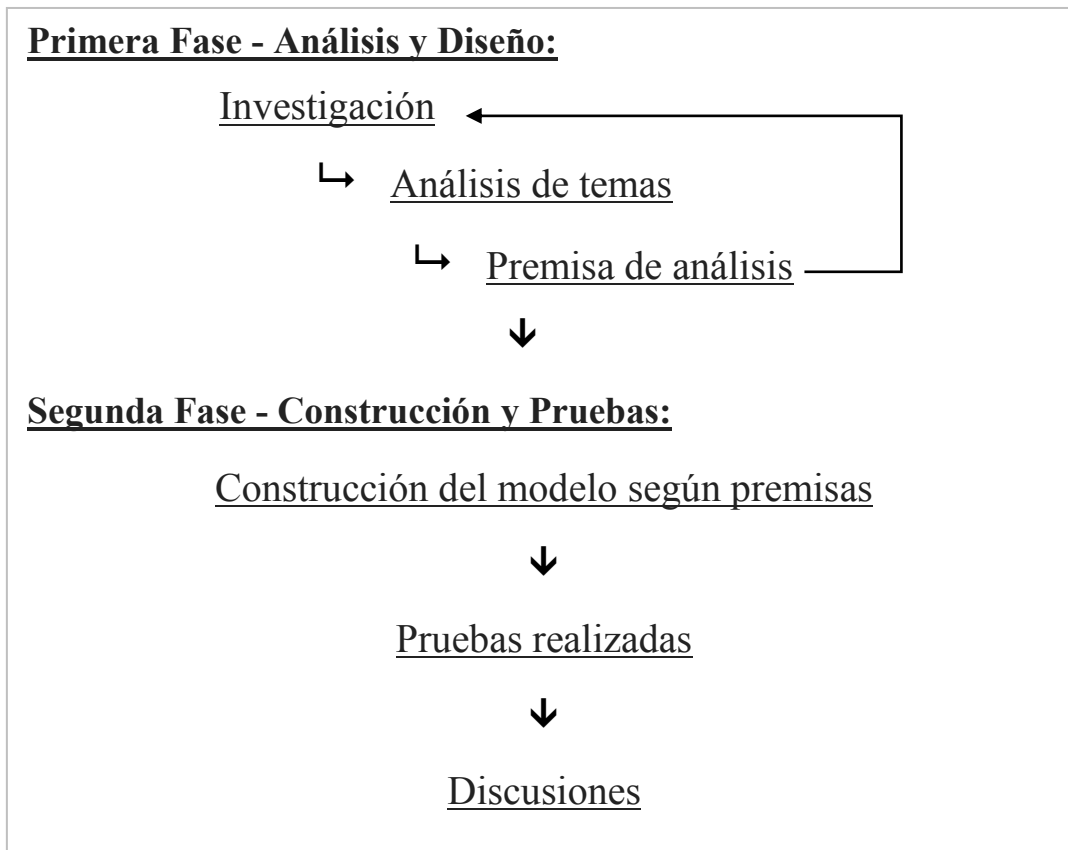 Primera Fase - Análisis y Diseño:
Investigación
Análisis de temas
Premisa de análisis
Segunda Fase - Construcción y Pruebas:
Construcción del modelo según premisas
Pruebas realizadas
Discusiones